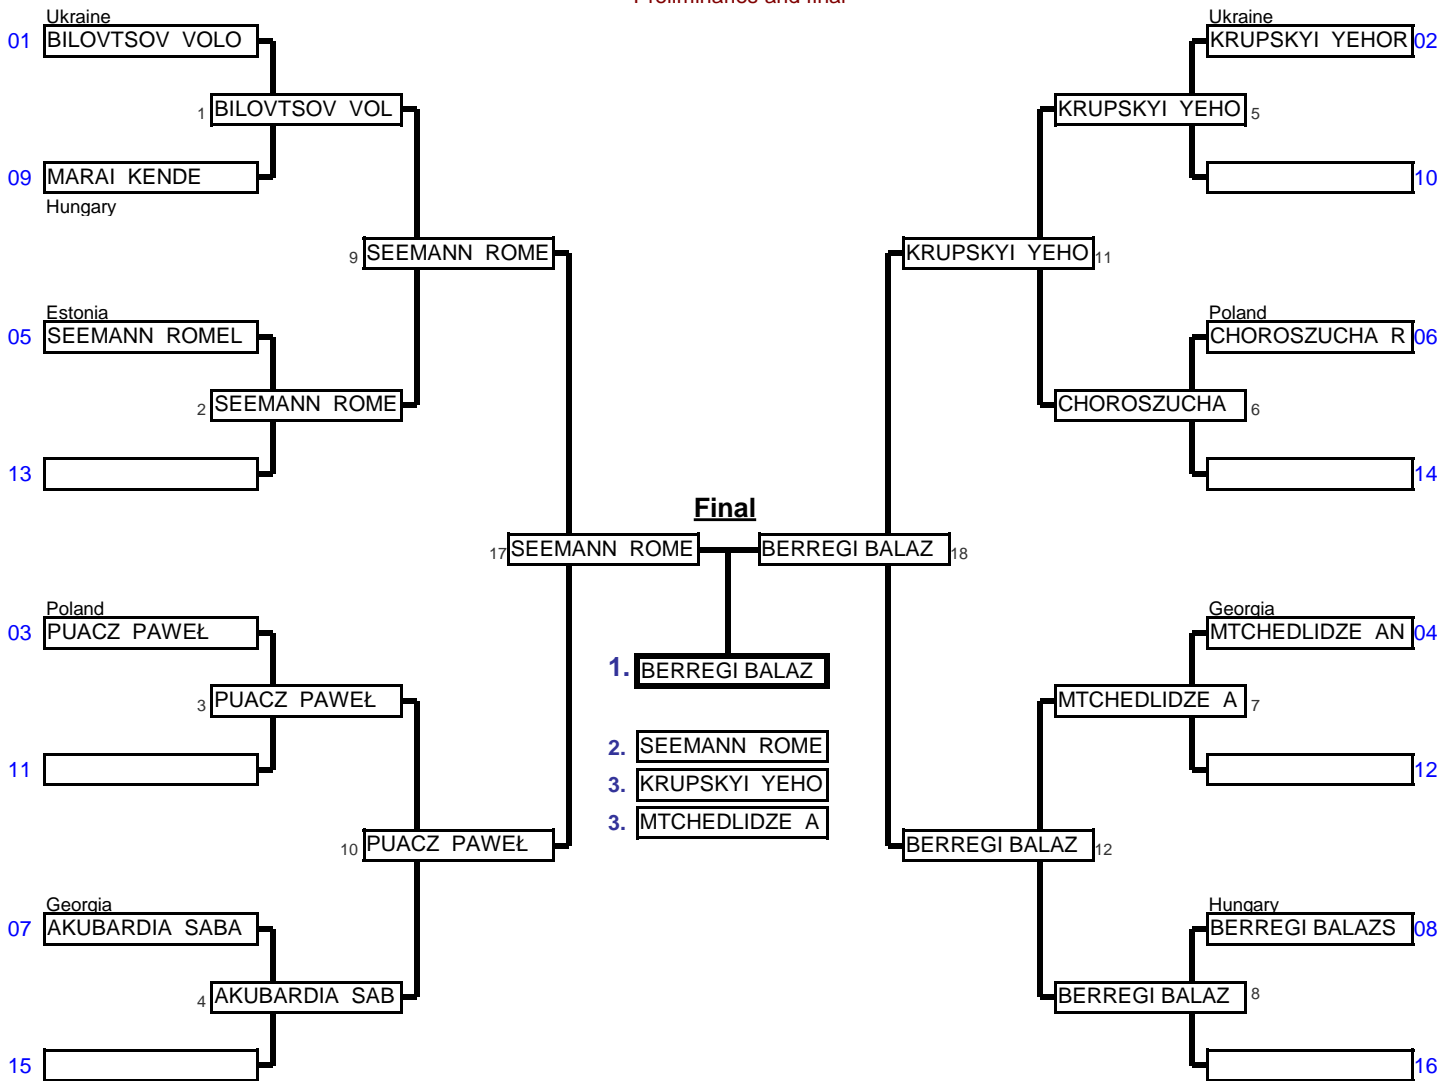 Ukraine
01 BILOVTSOV VOLO
1 BILOVTSOV VOL
09 MARAI KENDE
Hungary
9 SEEMANN ROME
Estonia
05 SEEMANN ROMEL
2 SEEMANN ROME
13
17 SEEMANN ROME
Poland
03 PUACZ PAWEŁ
3 PUACZ PAWEŁ
11
10 PUACZ PAWEŁ
Georgia
07 AKUBARDIA SABA
4 AKUBARDIA SAB
15
Final
1. BERREGI BALAZ
2. SEEMANN ROME
3. KRUPSKYI YEHO
3. MTCHEDLIDZE A
Ukraine
KRUPSKYI YEHOR 02
KRUPSKYI YEHO 5
10
KRUPSKYI YEHO 11
Poland
CHOROSZUCHA R 06
CHOROSZUCHA 6
14
BERREGI BALAZ 18
Georgia
MTCHEDLIDZE AN 04
MTCHEDLIDZE A 7
12
BERREGI BALAZ 12
Hungary
BERREGI BALAZS 08
BERREGI BALAZ 8
16